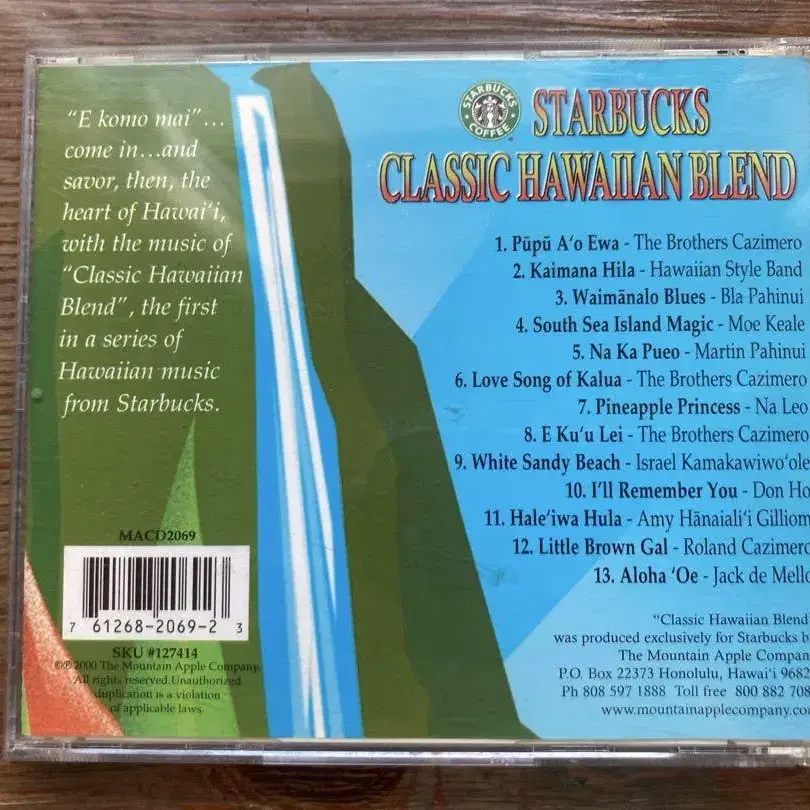 "E komo mai"...
come in...and
savor, then, the
heart of Hawai'i,
with the music of
"Classic Hawaiian
Blend", the first
in a series of
Hawaiian music
from Starbucks.
MACD2069
7 61268-2069-2 3
SKU #127414
©℗ 2000 The Mountain Apple Company.
All rights reserved.Unauthorized
duplication is a violation
of applicable laws.
STARBUCKS
COFFEE
STARBUCKS
CLASSIC HAWAIIAN BLEND
1. Pūpū A'o Ewa - The Brothers Cazimero
2. Kaimana Hila - Hawaiian Style Band
3. Waimānalo Blues - Bla Pahinui
4. South Sea Island Magic - Moe Keale
5. Na Ka Pueo - Martin Pahinui
6. Love Song of Kalua - The Brothers Cazimero
7. Pineapple Princess - Na Leo
8. E Ku'u Lei - The Brothers Cazimero
9. White Sandy Beach - Israel Kamakawiwo'ole
10. I'll Remember You - Don Ho
11. Hale'iwa Hula - Amy Hānaiali'i Gilliom
12. Little Brown Gal - Roland Cazimero
13. Aloha 'Oe - Jack de Mello
"Classic Hawaiian Blend
was produced exclusively for Starbucks b
The Mountain Apple Compan
P.O. Box 22373 Honolulu, Hawai'i 9682
Ph 808 597 1888 Toll free 800 882 708
www.mountainapplecompany.co